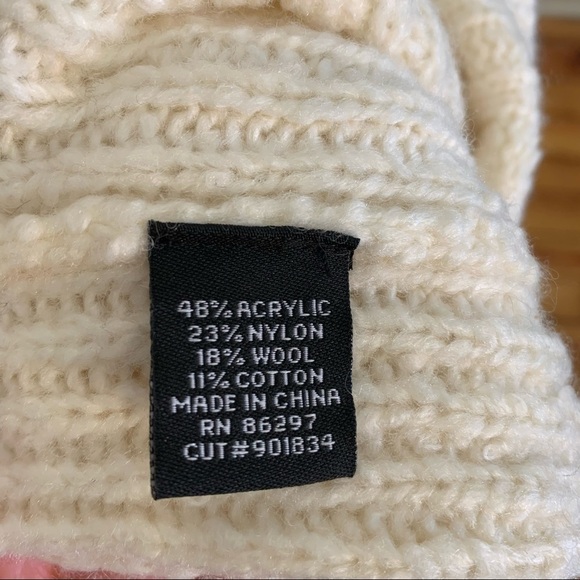 48% ACRYLIC
23% NYLON
18% WOOL
11% COTTON
MADE IN CHINA
RN 86297
CUT#901834